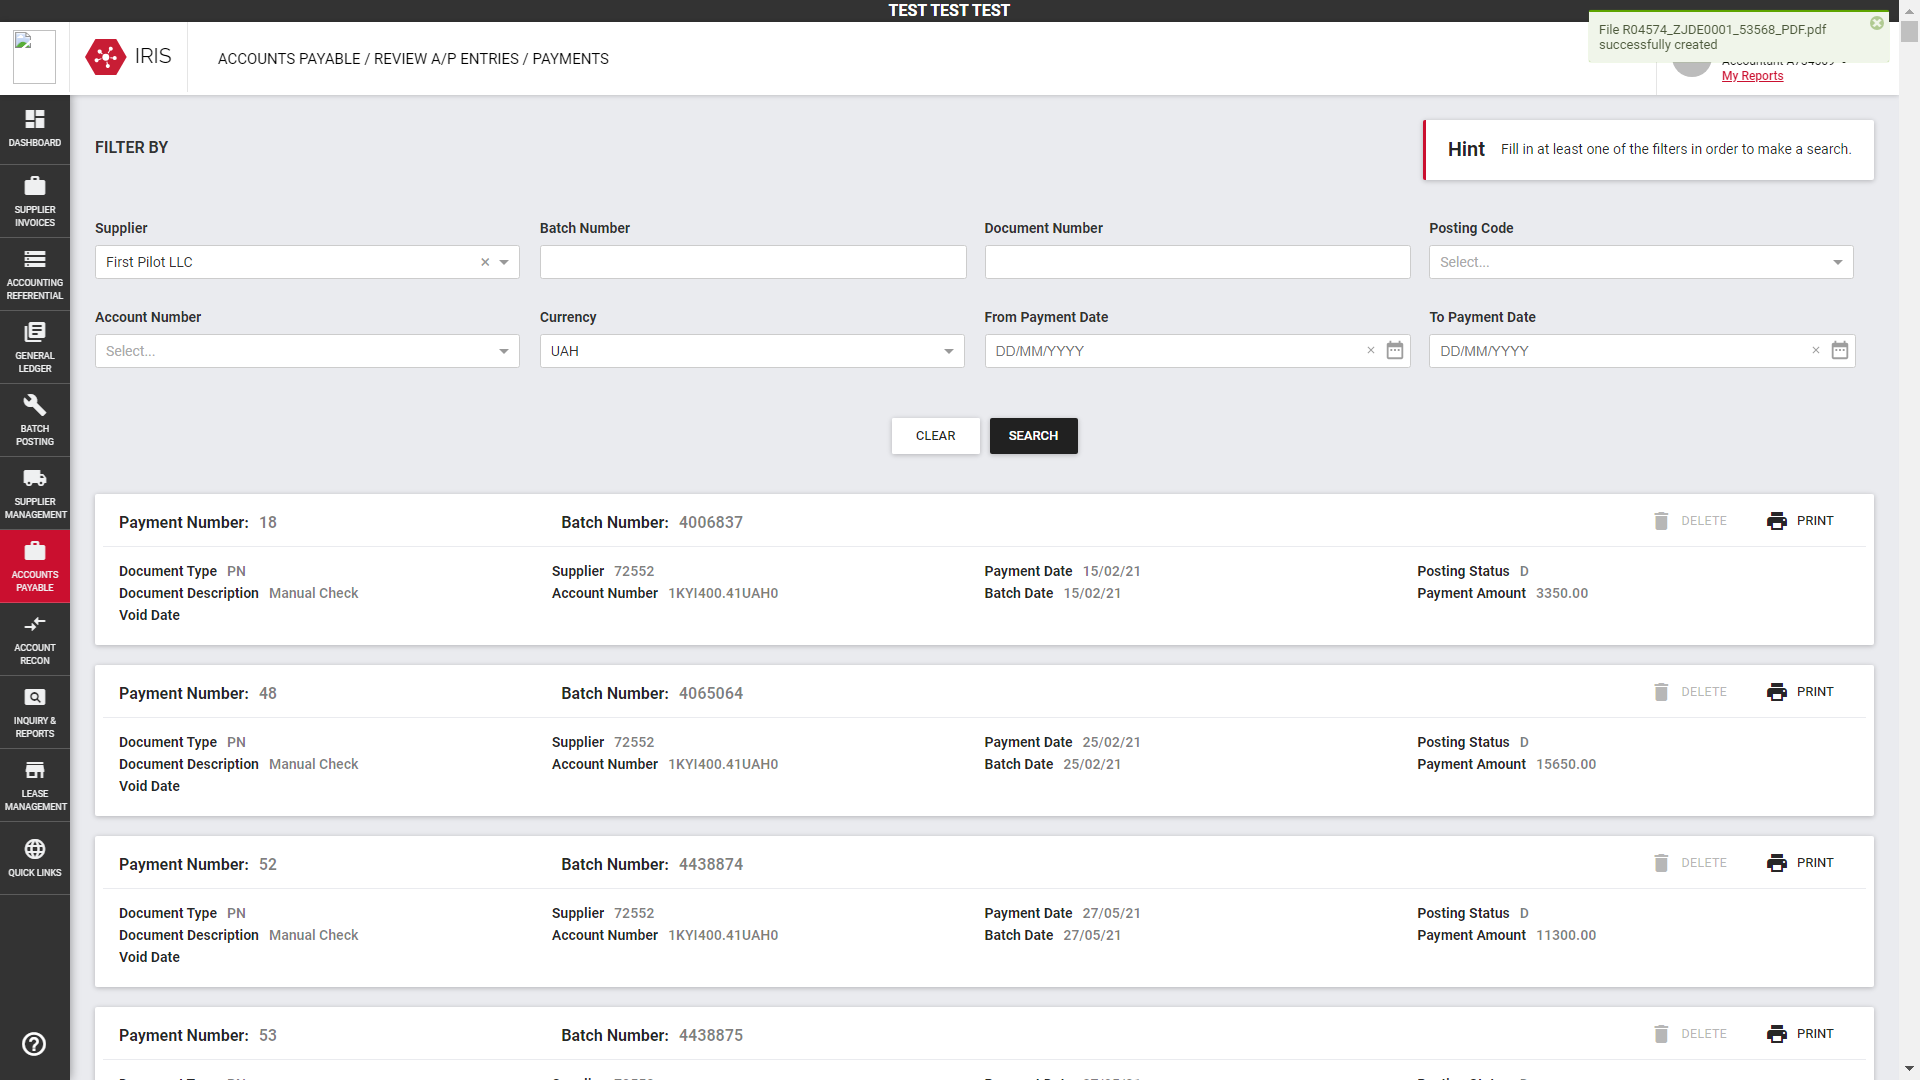 TEST TEST TEST
File R04574_ZJDE0001_53568_PDF.pdf
successfully created
IRIS
ACCOUNTS PAYABLE / REVIEW A/P ENTRIES / PAYMENTS
My Reports
DASHBOARD
SUPPLIER
INVOICES
ACCOUNTING
REFERENTIAL
GENERAL
LEDGER
BATCH
POSTING
SUPPLIER
MANAGEMENT
ACCOUNTS
PAYABLE
ACCOUNT
RECON
INQUIRY &
REPORTS
LEASE
MANAGEMENT
QUICK LINKS
FILTER BY
Hint Fill in at least one of the filters in order to make a search.
Supplier Batch Number Document Number Posting Code
First Pilot LLC Select...
Account Number Currency From Payment Date To Payment Date
Select... UAH DD/MM/YYYY DD/MM/YYYY
CLEAR SEARCH
Payment Number: 18 Batch Number: 4006837 DELETE PRINT
Document Type PN Supplier 72552 Payment Date 15/02/21 Posting Status D
Document Description Manual Check Account Number 1KYI400.41UAH0 Batch Date 15/02/21 Payment Amount 3350.00
Void Date
Payment Number: 48 Batch Number: 4065064 DELETE PRINT
Document Type PN Supplier 72552 Payment Date 25/02/21 Posting Status D
Document Description Manual Check Account Number 1KYI400.41UAH0 Batch Date 25/02/21 Payment Amount 15650.00
Void Date
Payment Number: 52 Batch Number: 4438874 DELETE PRINT
Document Type PN Supplier 72552 Payment Date 27/05/21 Posting Status D
Document Description Manual Check Account Number 1KYI400.41UAH0 Batch Date 27/05/21 Payment Amount 11300.00
Void Date
Payment Number: 53 Batch Number: 4438875 DELETE PRINT